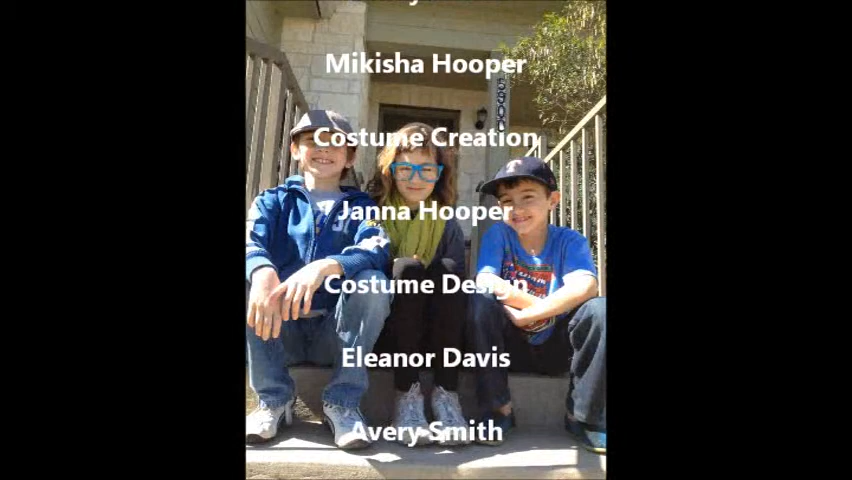 Mikisha Hooper
Costume Creation
Janna Hooper
Costume Design
Eleanor Davis
Avery Smith